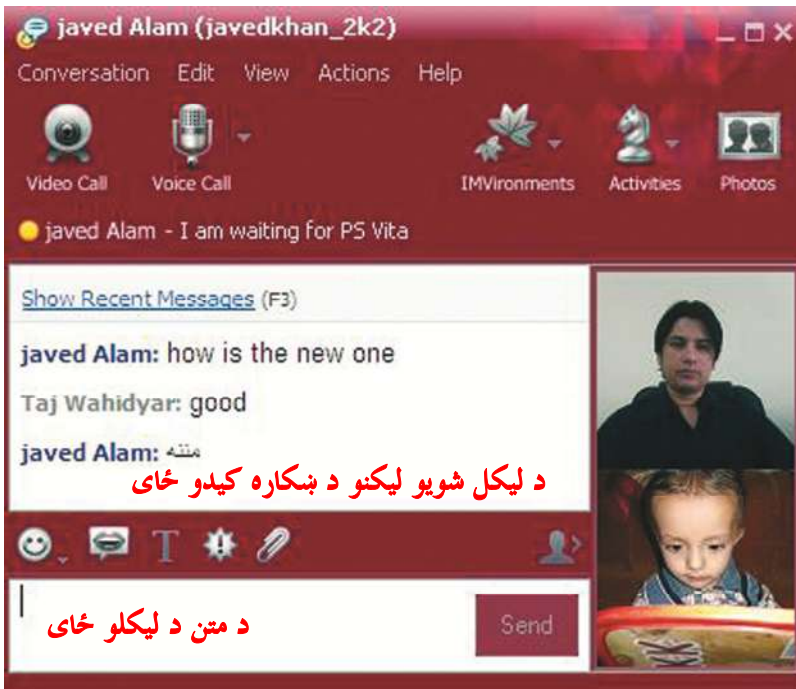 javed Alam (javedkhan_2k2)
Conversation Edit View Actions Help
Video Call Voice Call IMVironments Activities Photos
javed Alam - I am waiting for PS Vita
Show Recent Messages (F3)
javed Alam: how is the new one
Taj Wahidyar: good
javed Alam: مننه
د لیکل شویو لیکنو د ښکاره کیدو ځای
T
د متن د لیکلو ځای
Send